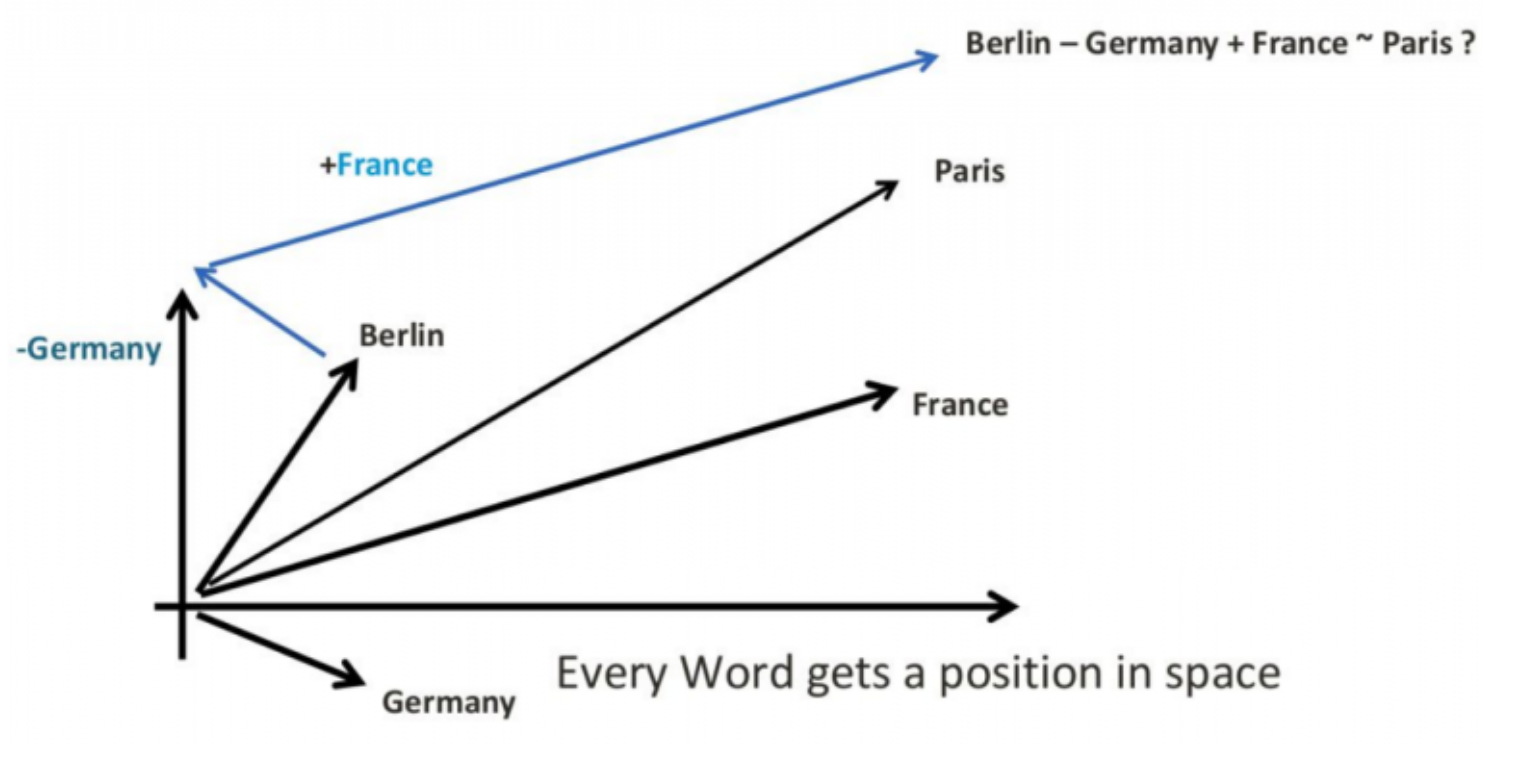 Berlin – Germany + France ~ Paris ?
+France
Paris
Berlin
-Germany
France
Every Word gets a position in space
Germany